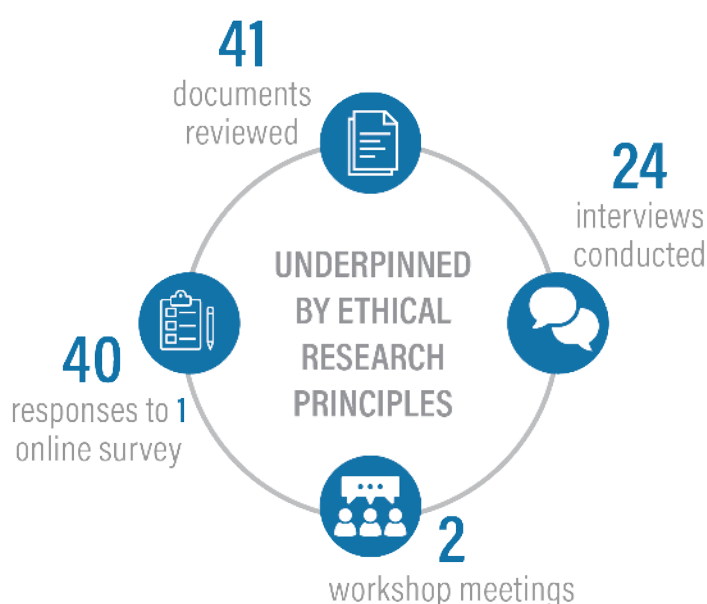 41
documents
reviewed
24
interviews
conducted
UNDERPINNED
BY ETHICAL
RESEARCH
PRINCIPLES
40
responses to 1
online survey
2
workshop meetings